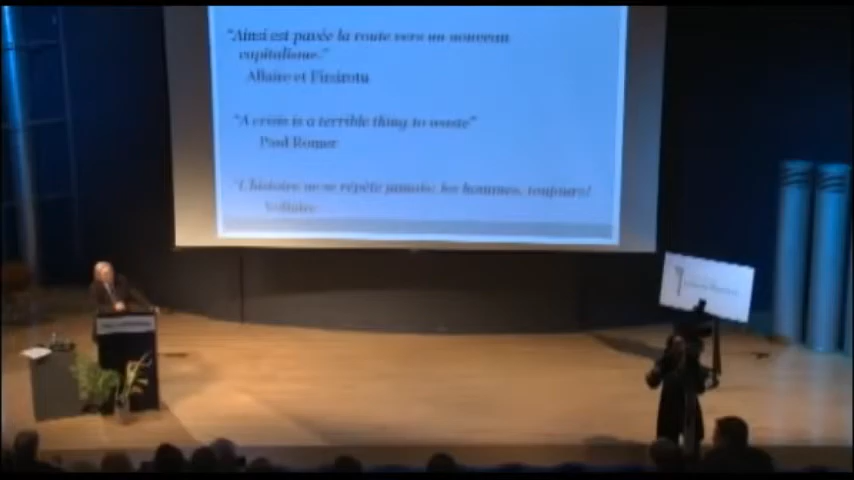 “Ainsi est pavée la route vers un nouveau
capitalisme.”
Allaire et Firsirotu
“A crisis is a terrible thing to waste”
Paul Romer
“L'histoire ne se répète jamais; les hommes, toujours!
Voltaire